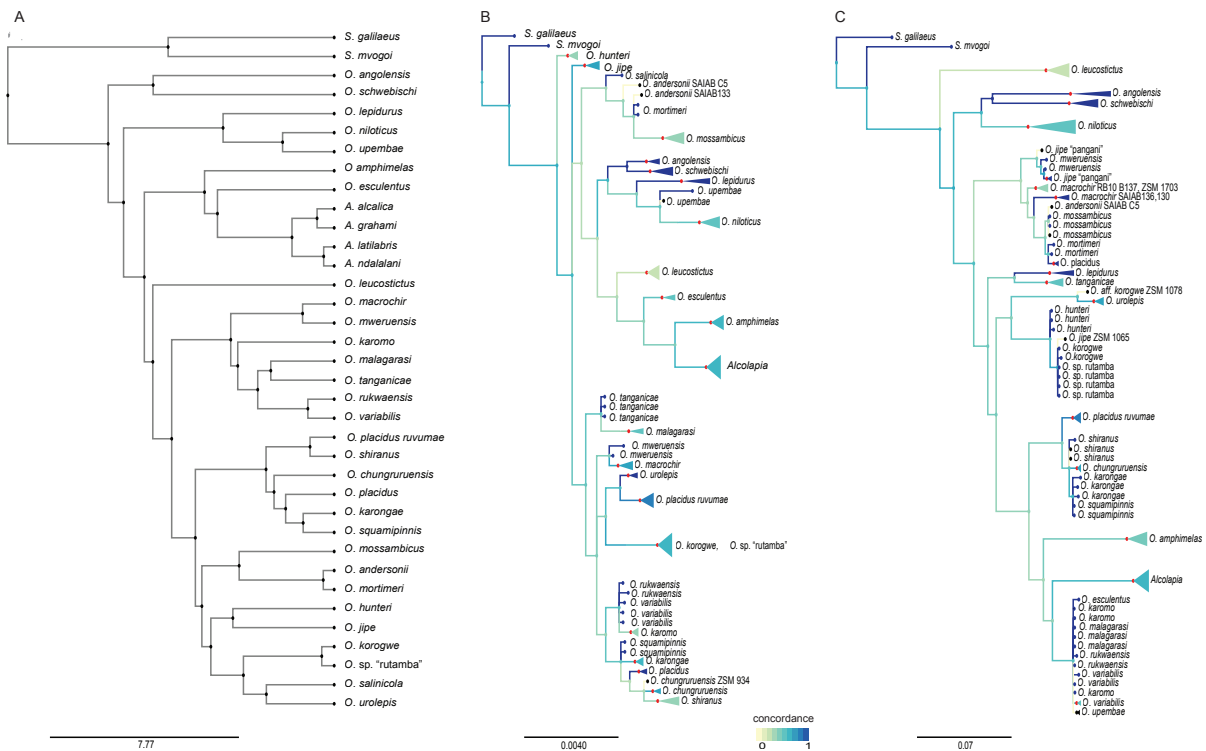 A
S. galilaeus
S. mvogoi
O. angolensis
O. schwebischi
O. lepidurus
O. niloticus
O. upembae
O amphimelas
O. esculentus
A. alcalica
A. grahami
A. latilabris
A. ndalalani
O. leucostictus
O. macrochir
O. mweruensis
O. karomo
O. malagarasi
O. tanganicae
O. rukwaensis
O. variabilis
O. placidus ruvumae
O. shiranus
O. chungruruensis
O. placidus
O. karongae
O. squamipinnis
O. mossambicus
O. andersonii
O. mortimeri
O. hunteri
O. jipe
O. korogwe
O. sp. “rutamba”
O. salinicola
O. urolepis
7.77
B
S. galilaeus
S. mvogoi
O. hunteri
O. jipe
O. salinicola
O. andersonii SAIAB C5
O. andersonii SAIAB133
O. mortimeri
O. mossambicus
O. angolensis
O. schwebischi
O. lepidurus
O. upembae
O. upembae
O. niloticus
O. leucostictus
O. esculentus
O. amphimelas
Alcolapia
O. tanganicae
O. tanganicae
O. tanganicae
O. malagarasi
O. mweruensis
O. mweruensis
O. macrochir
O. urolepis
O. placidus ruvumae
O. korogwe, O. sp. “rutamba”
O. rukwaensis
O. rukwaensis
O. variabilis
O. variabilis
O. variabilis
O. karomo
O. squamipinnis
O. squamipinnis
O. karongae
O. placidus
O. chungruruensis ZSM 934
O. chungruruensis
O. shiranus
0.0040
concordance
0 1
C
S. galilaeus
S. mvogoi
O. leucostictus
O. angolensis
O. schwebischi
O. niloticus
O. jipe “pangani”
O. mweruensis
O. mweruensis
O. jipe “pangani”
O. macrochir RB10 B137, ZSM 1703
O. macrochir SAIAB136,130
O. andersonii SAIAB C5
O. mossambicus
O. mossambicus
O. mossambicus
O. mortimeri
O. mortimeri
O. placidus
O. lepidurus
O. tanganicae
O. aff. korogwe ZSM 1078
O. urolepis
O. hunteri
O. hunteri
O. hunteri
O. jipe ZSM 1065
O. korogwe
O.korogwe
O. sp. rutamba
O. sp. rutamba
O. sp. rutamba
O. sp. rutamba
O. placidus ruvumae
O. shiranus
O. shiranus
O. shiranus
O. chungruruensis
O. karongae
O. karongae
O. karongae
O. squamipinnis
O. squamipinnis
O. amphimelas
Alcolapia
O. esculentus
O. karomo
O. karomo
O. malagarasi
O. malagarasi
O. malagarasi
O. rukwaensis
O. rukwaensis
O. variabilis
O. variabilis
O. karomo
O. variabilis
O. upembae
0.07